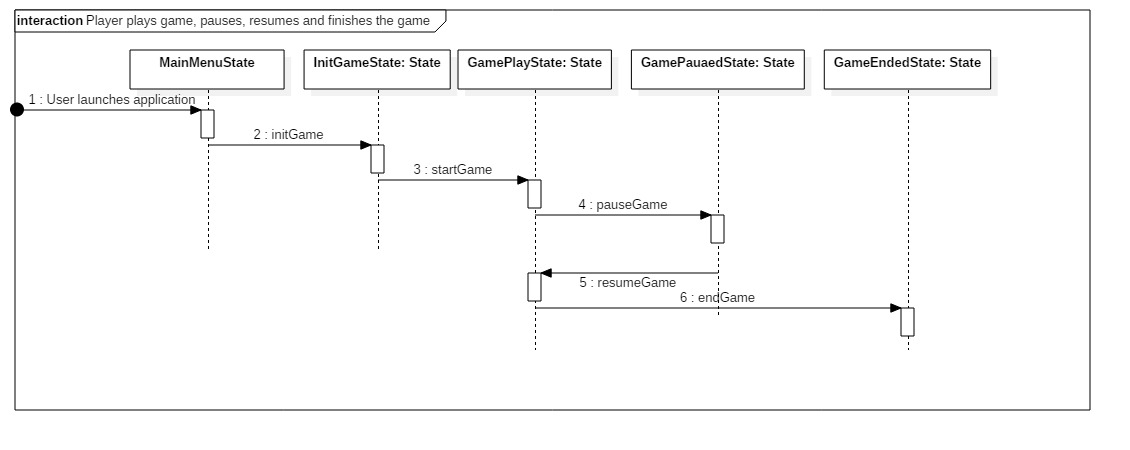 interaction Player plays game, pauses, resumes and finishes the game
MainMenuState
InitGameState: State
GamePlayState: State
GamePauaedState: State
GameEndedState: State
1 : User launches application
2 : initGame
3 : startGame
4 : pauseGame
5 : resumeGame
6 : endGame